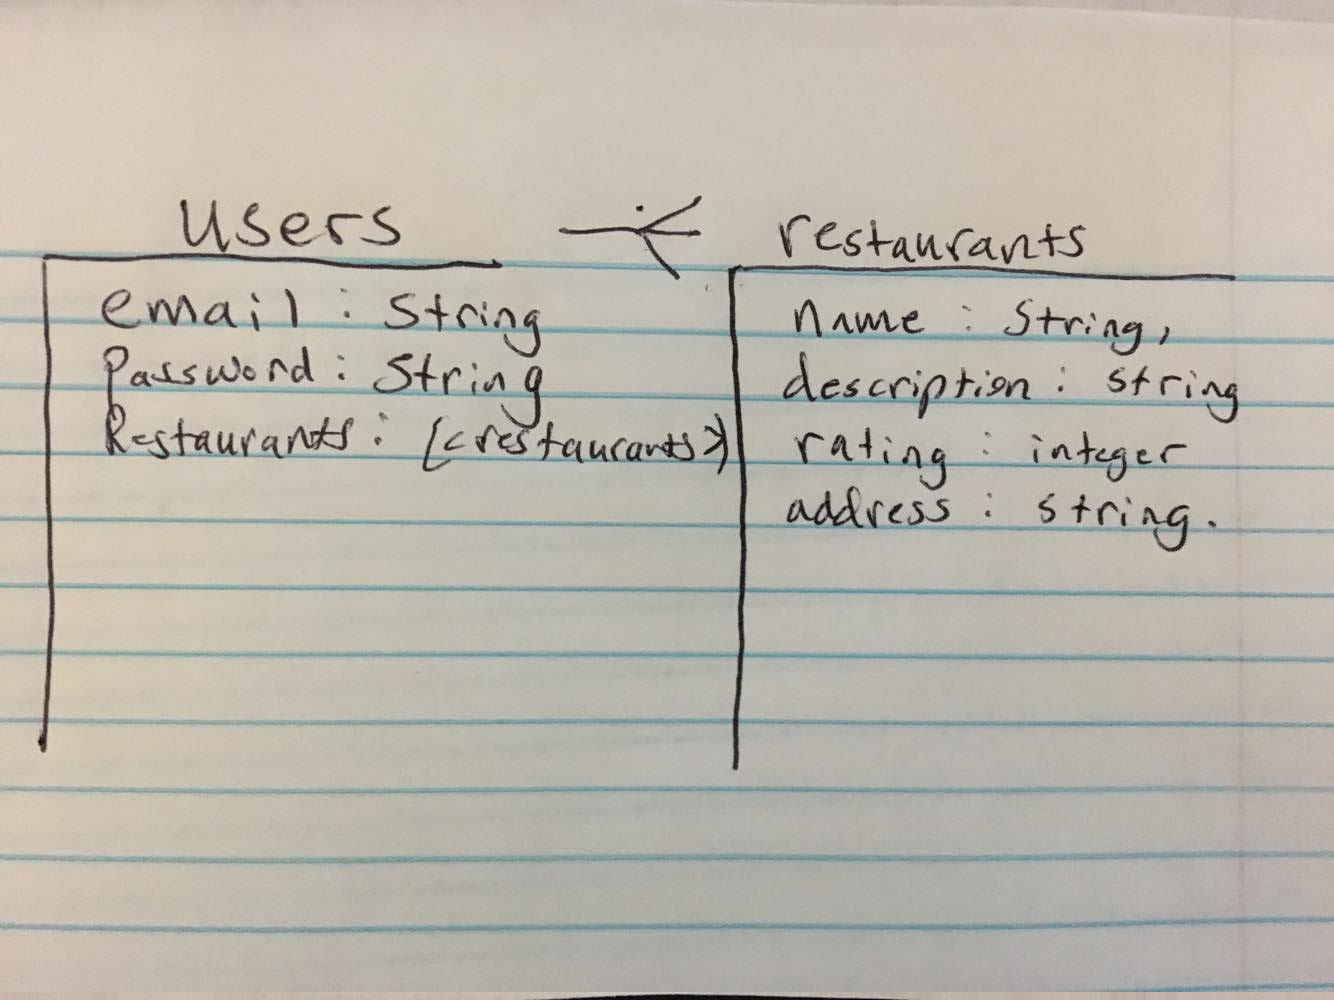 users
email : String
Password : String
Restaurants : [<restaurants>]
restaurants
name : String,
description : string
rating : integer
address : string.